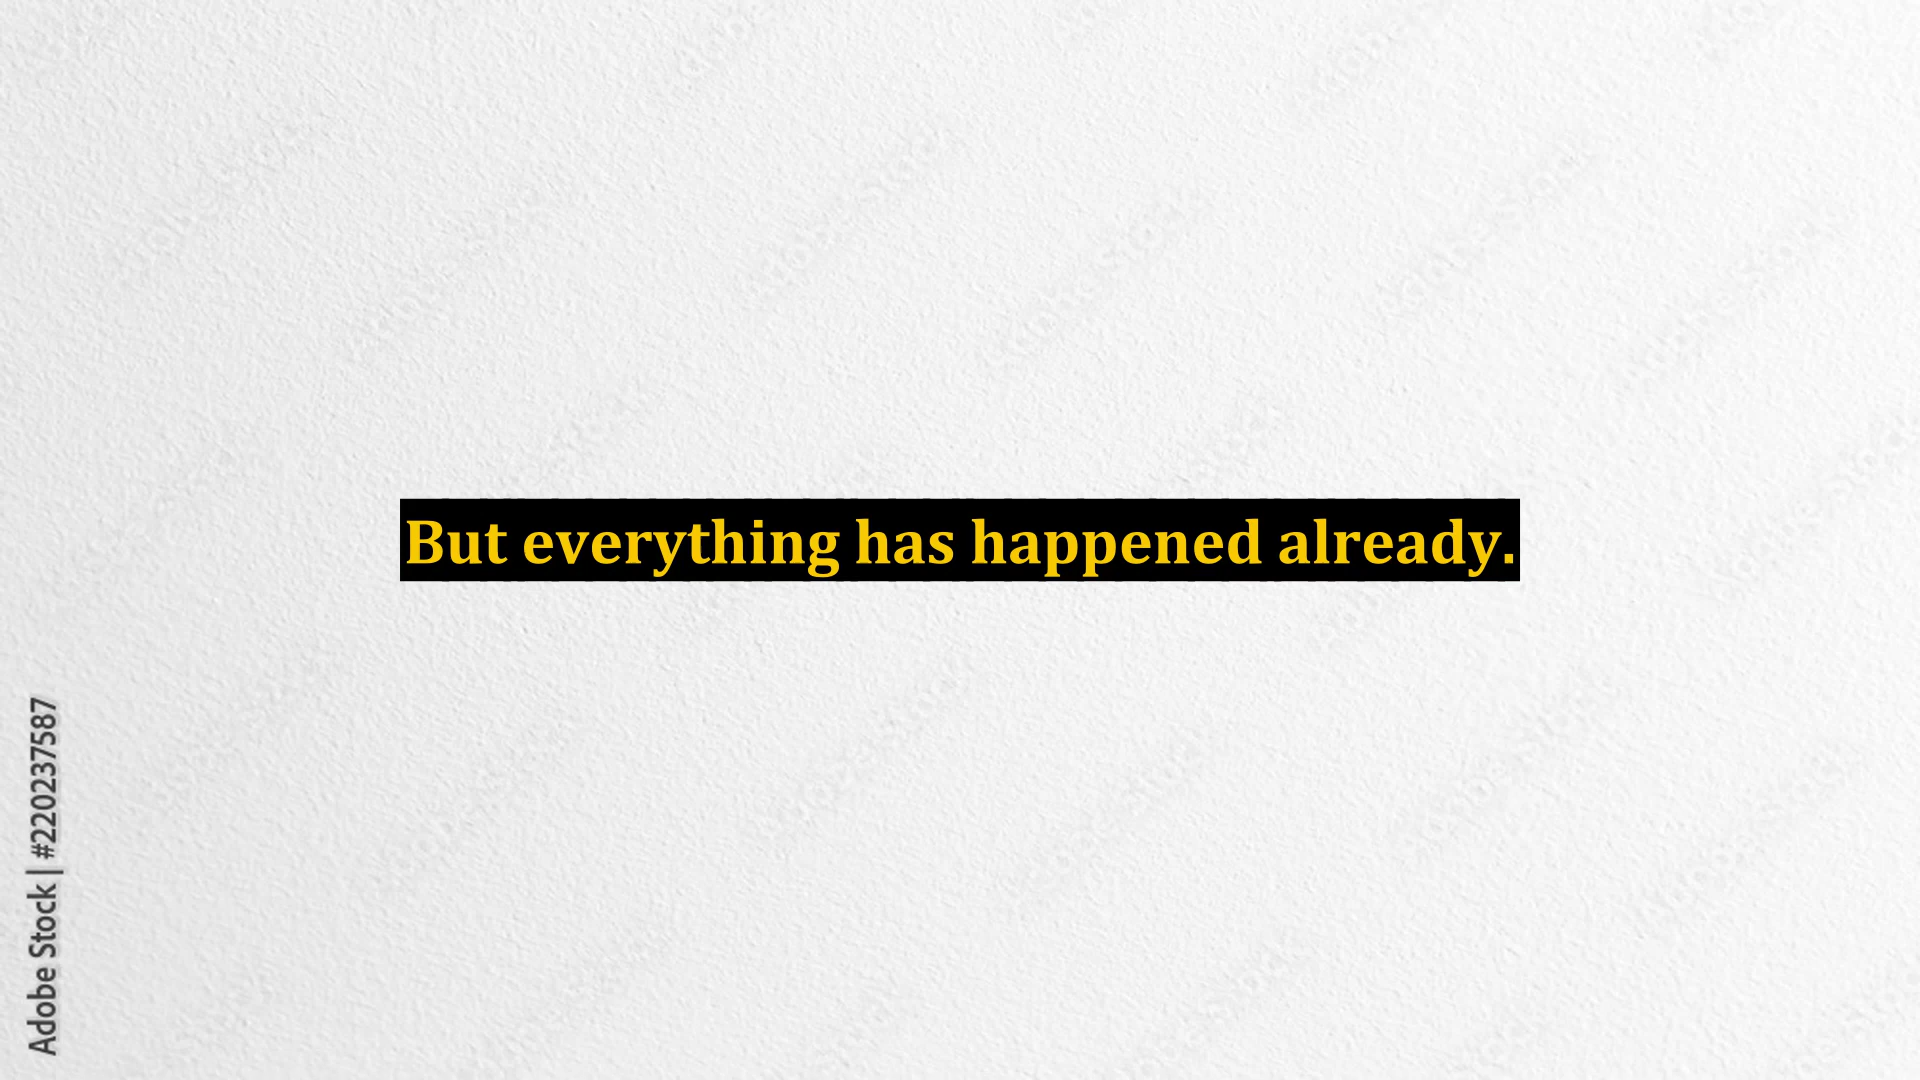 But everything has happened already.
Adobe Stock | #220237587